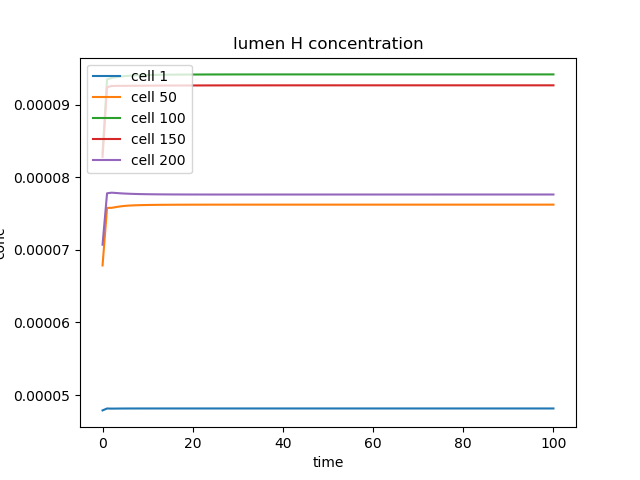 lumen H concentration
cell 1
cell 50
cell 100
cell 150
cell 200
0.00009
0.00008
0.00007
0.00006
0.00005
conc
0 20 40 60 80 100
time